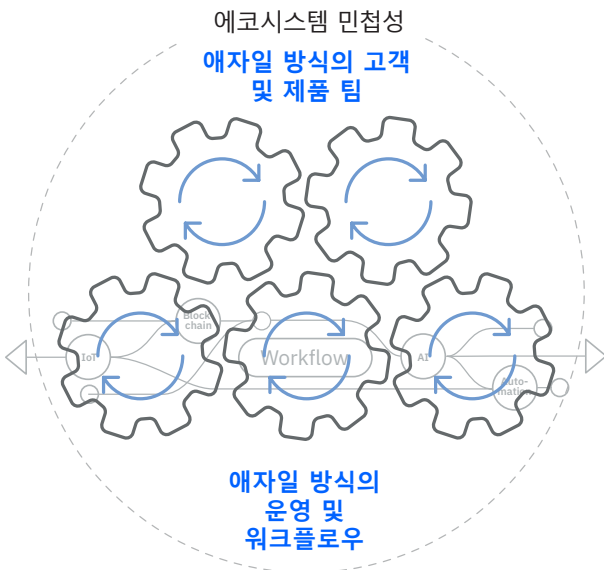 에코시스템 민첩성
애자일 방식의 고객
및 제품 팀
Block
chain
IoT
Workflow
AI
Auto-
mation
애자일 방식의
운영 및
워크플로우